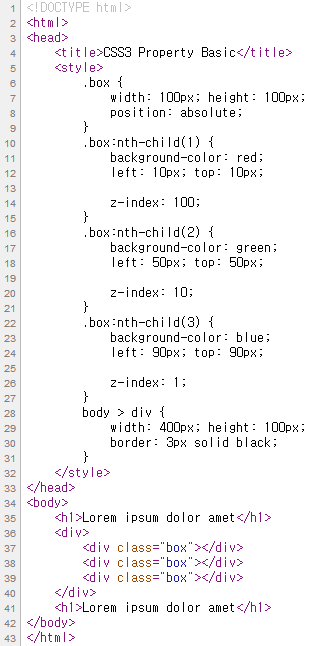 1 <!DOCTYPE html>
2 <html>
3 <head>
4     <title>CSS3 Property Basic</title>
5     <style>
6         .box {
7             width: 100px; height: 100px;
8             position: absolute;
9         }
10         .box:nth-child(1) {
11             background-color: red;
12             left: 10px; top: 10px;
13
14             z-index: 100;
15         }
16         .box:nth-child(2) {
17             background-color: green;
18             left: 50px; top: 50px;
19
20             z-index: 10;
21         }
22         .box:nth-child(3) {
23             background-color: blue;
24             left: 90px; top: 90px;
25
26             z-index: 1;
27         }
28         body > div {
29             width: 400px; height: 100px;
30             border: 3px solid black;
31         }
32     </style>
33 </head>
34 <body>
35     <h1>Lorem ipsum dolor amet</h1>
36     <div>
37         <div class="box"></div>
38         <div class="box"></div>
39         <div class="box"></div>
40     </div>
41     <h1>Lorem ipsum dolor amet</h1>
42 </body>
43 </html>